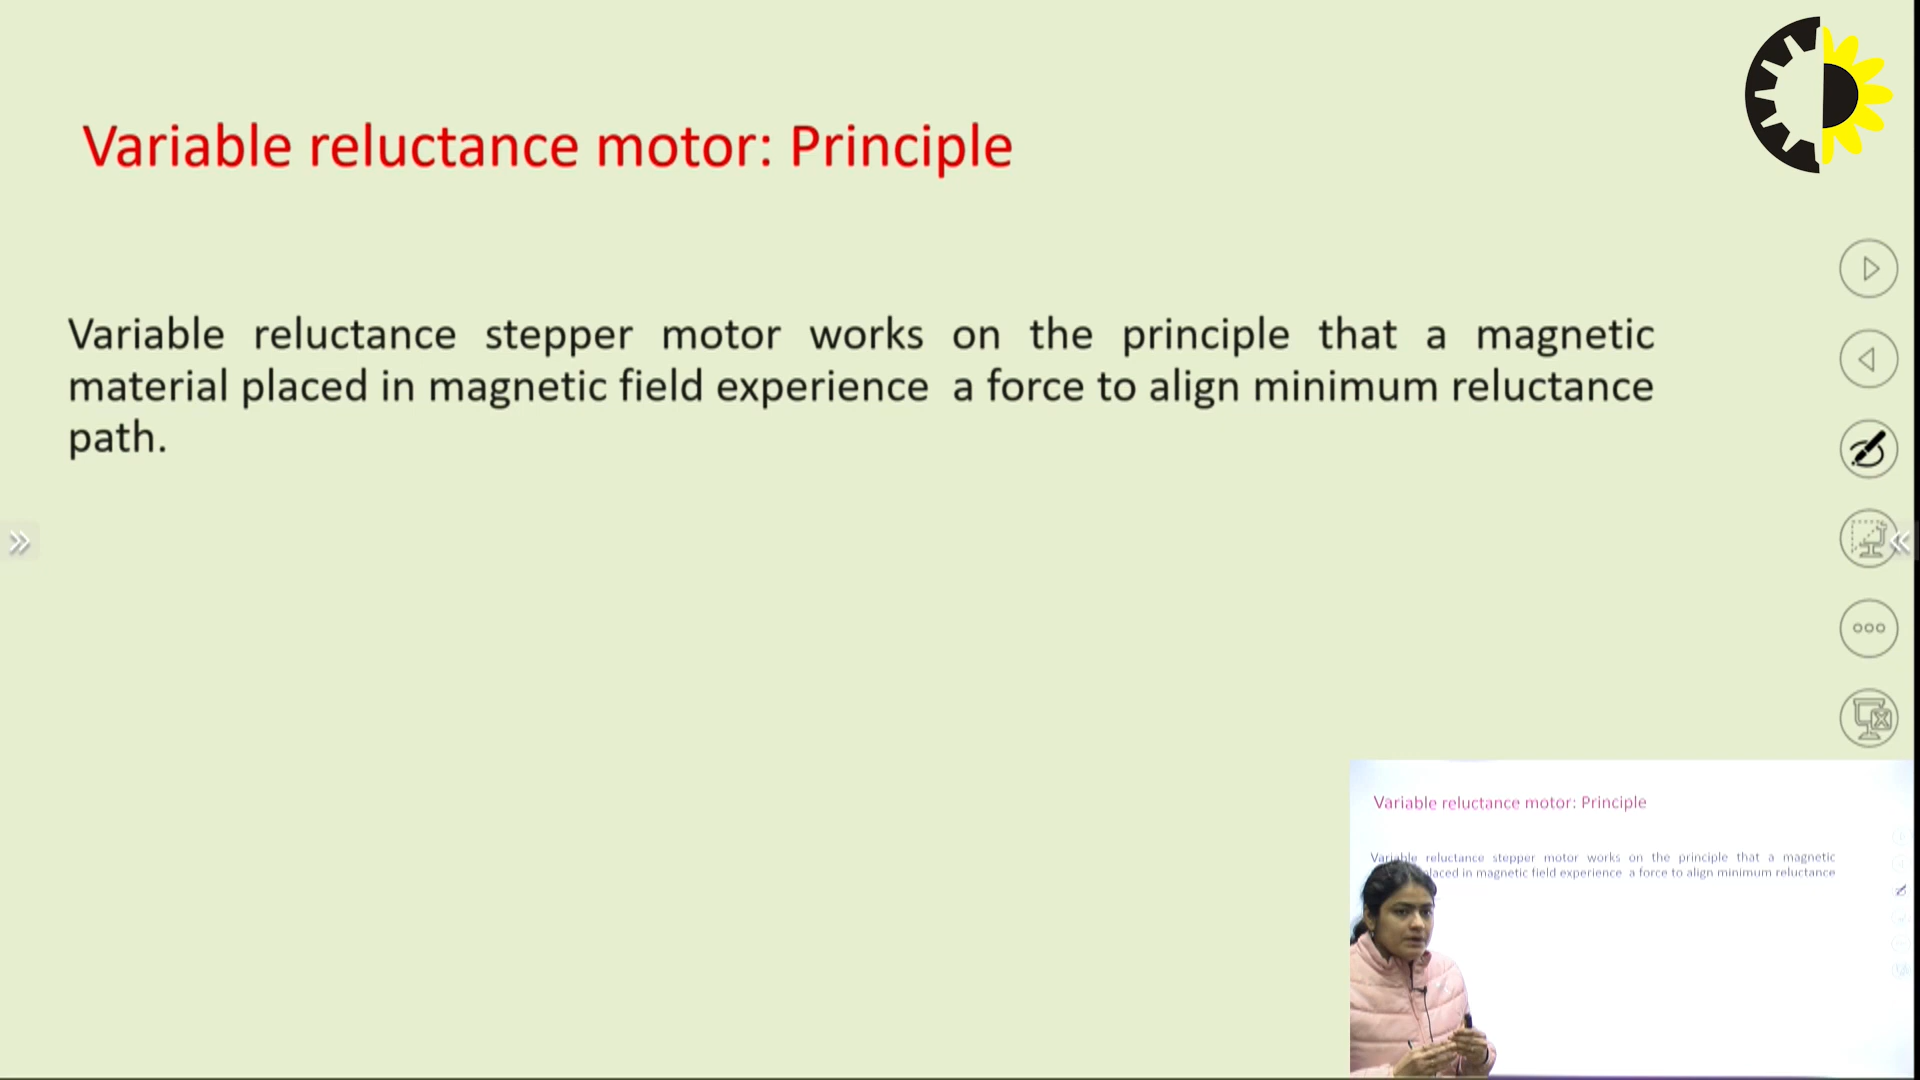 Variable reluctance motor: Principle
Variable reluctance stepper motor works on the principle that a magnetic
material placed in magnetic field experience a force to align minimum reluctance
path.
Variable reluctance motor: Principle
Variable reluctance stepper motor works on the principle that a magnetic
placed in magnetic field experience a force to align minimum reluctance